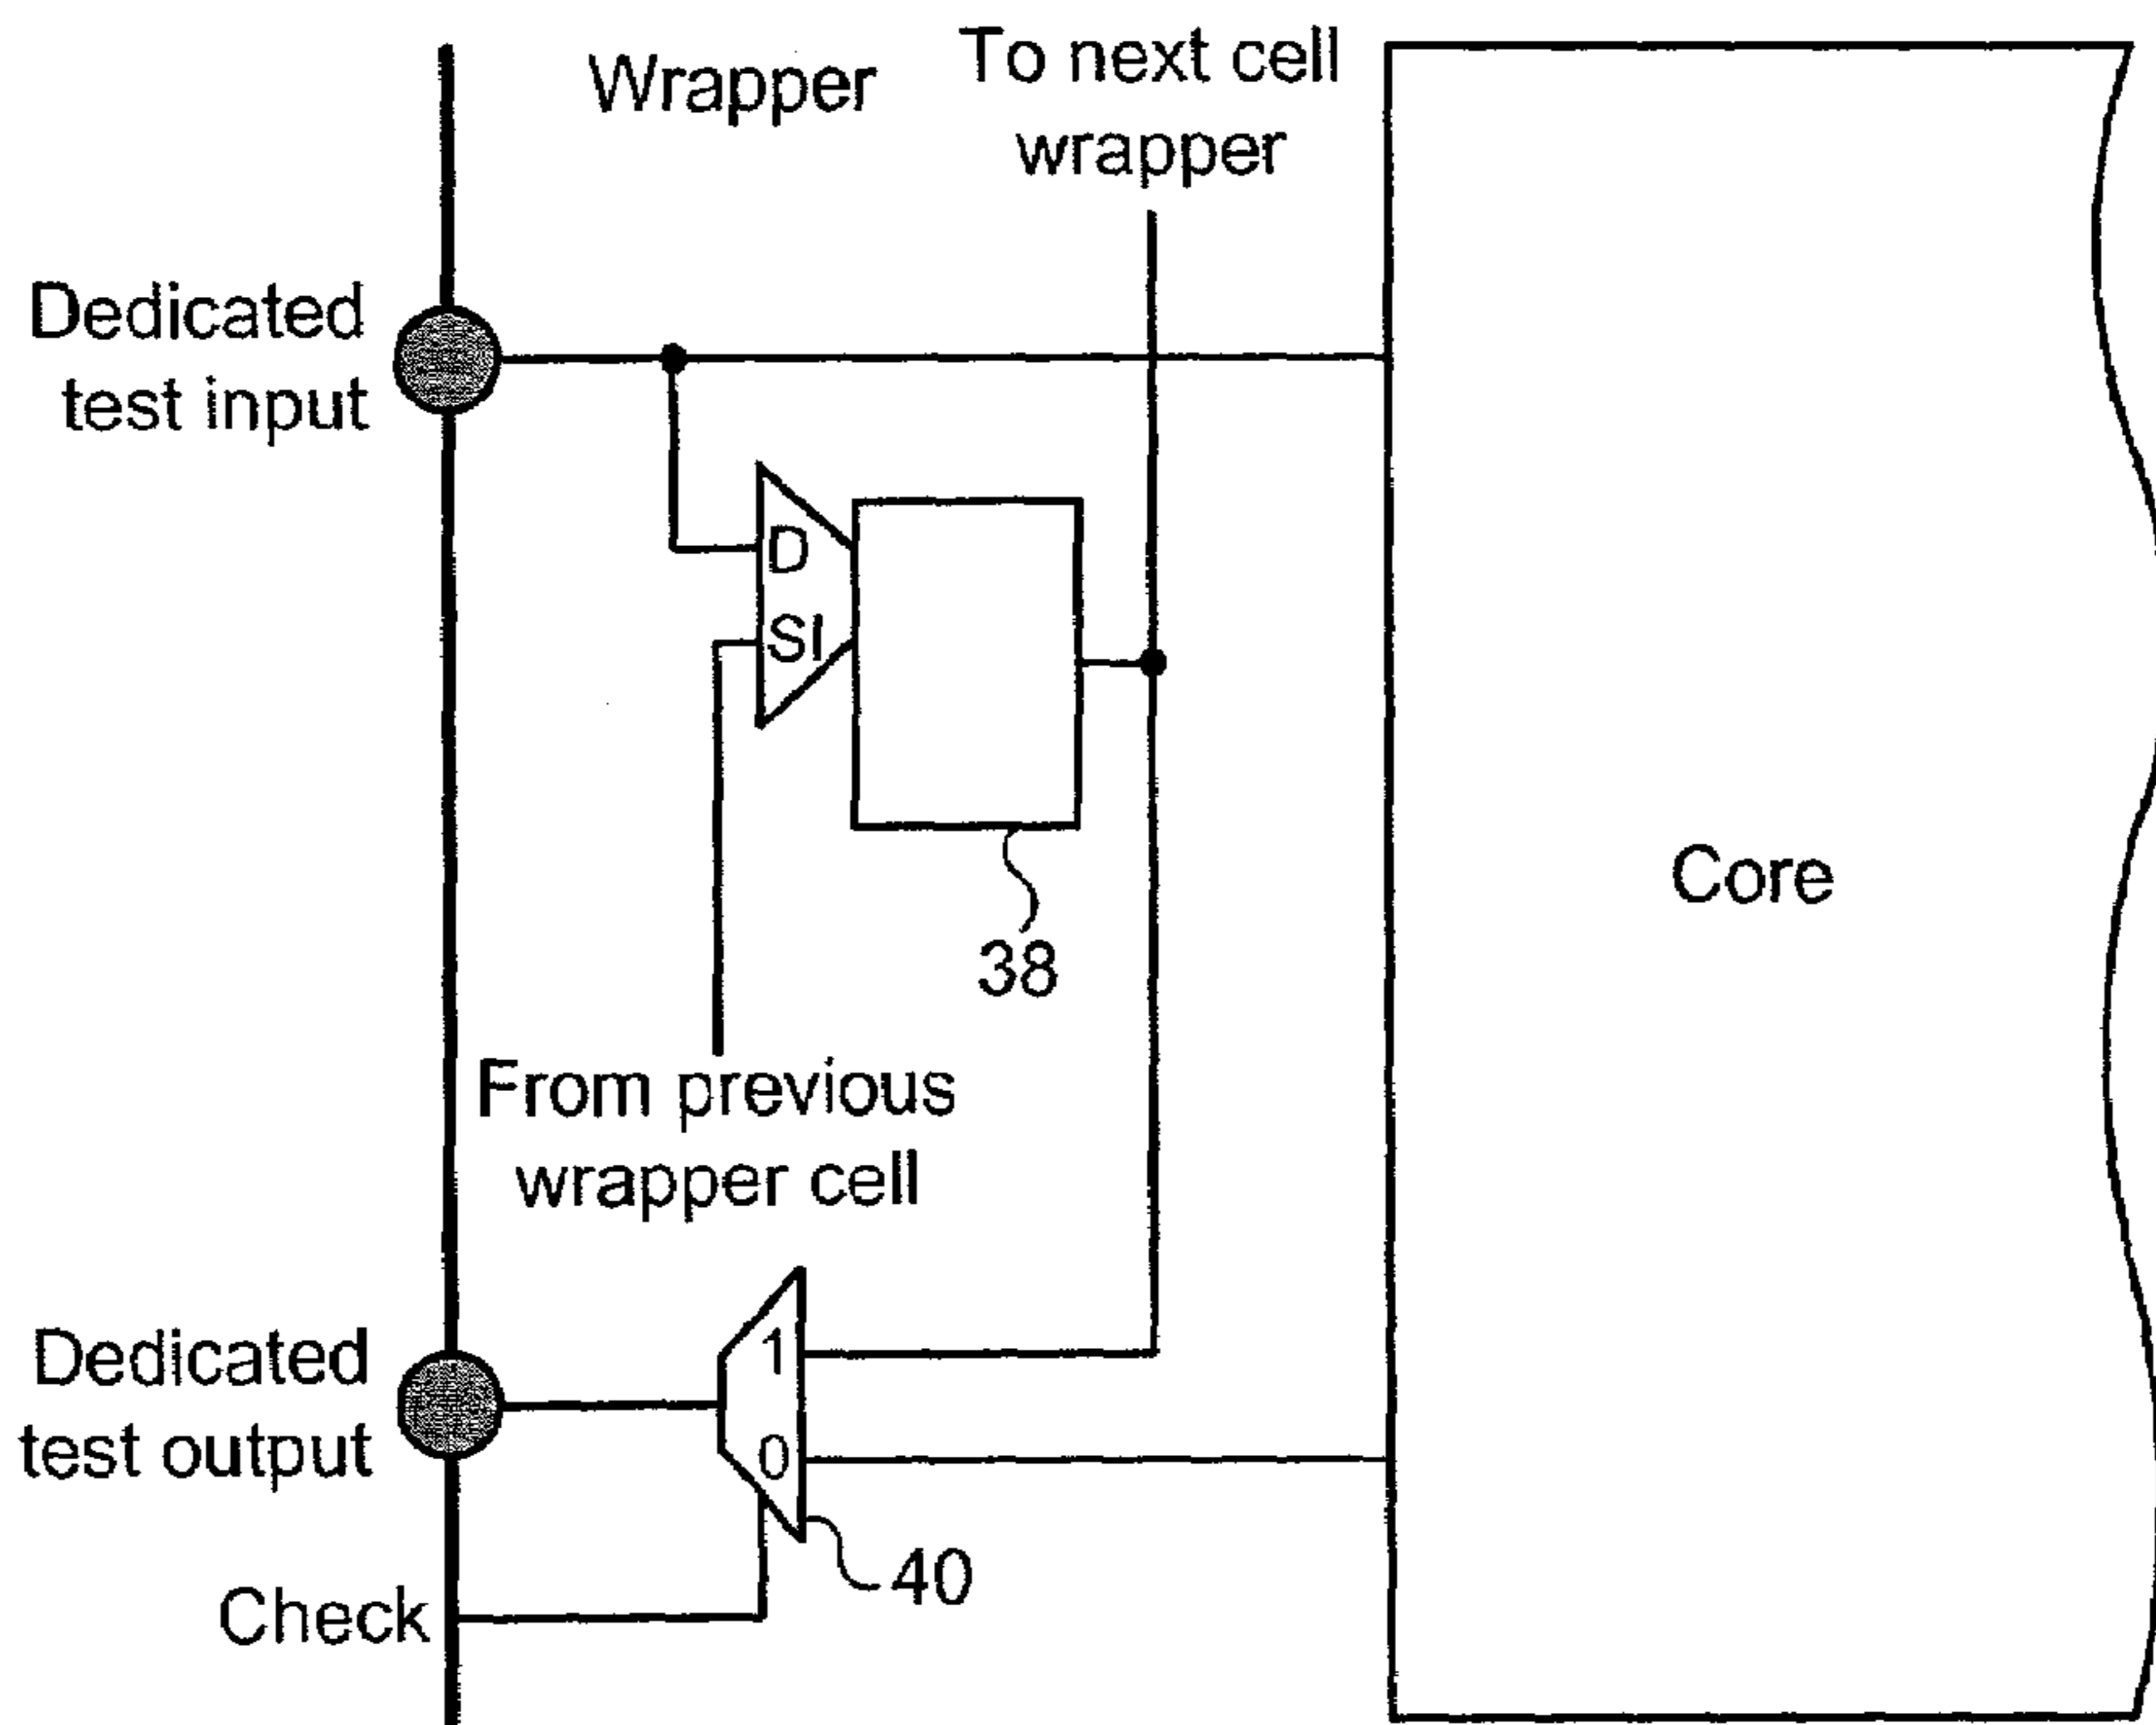 Wrapper
To next cell
wrapper
Dedicated
test input
D
SI
38
Core
From previous
wrapper cell
Dedicated
test output
1
0
40
Check